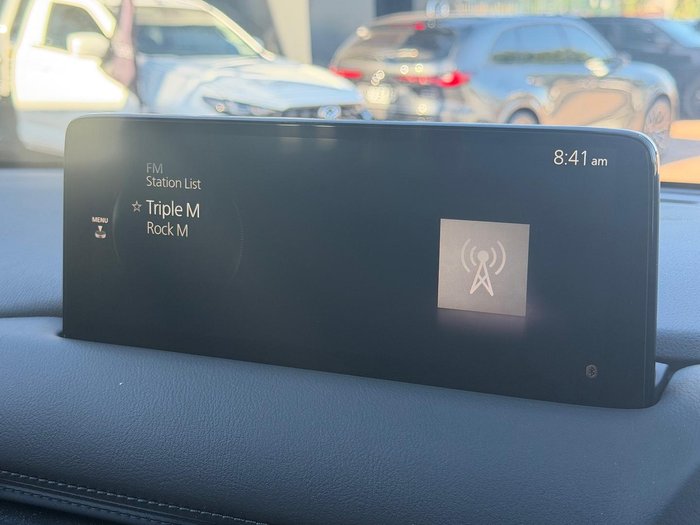 8:41 am
FM
Station List
☆ Triple M
Rock M
MENU